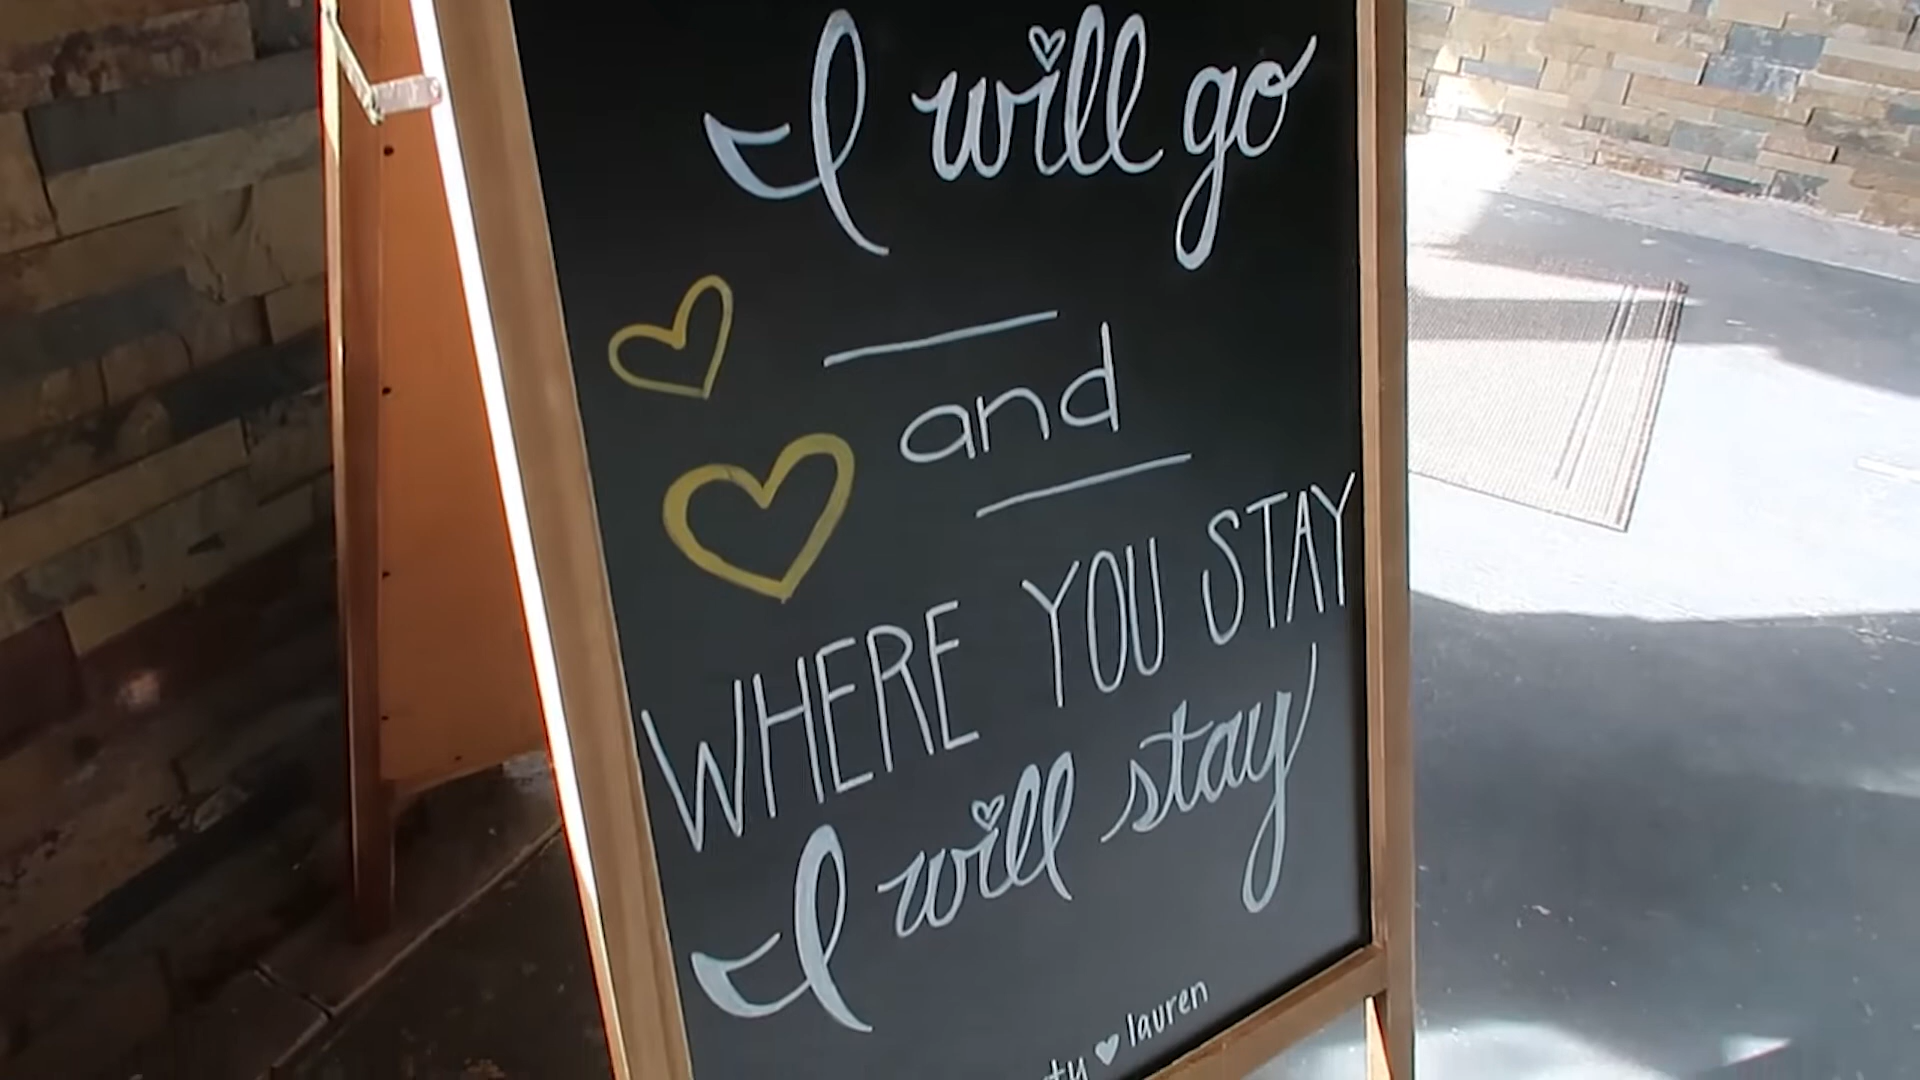 I will go
and
WHERE YOU STAY
I will stay
lauren